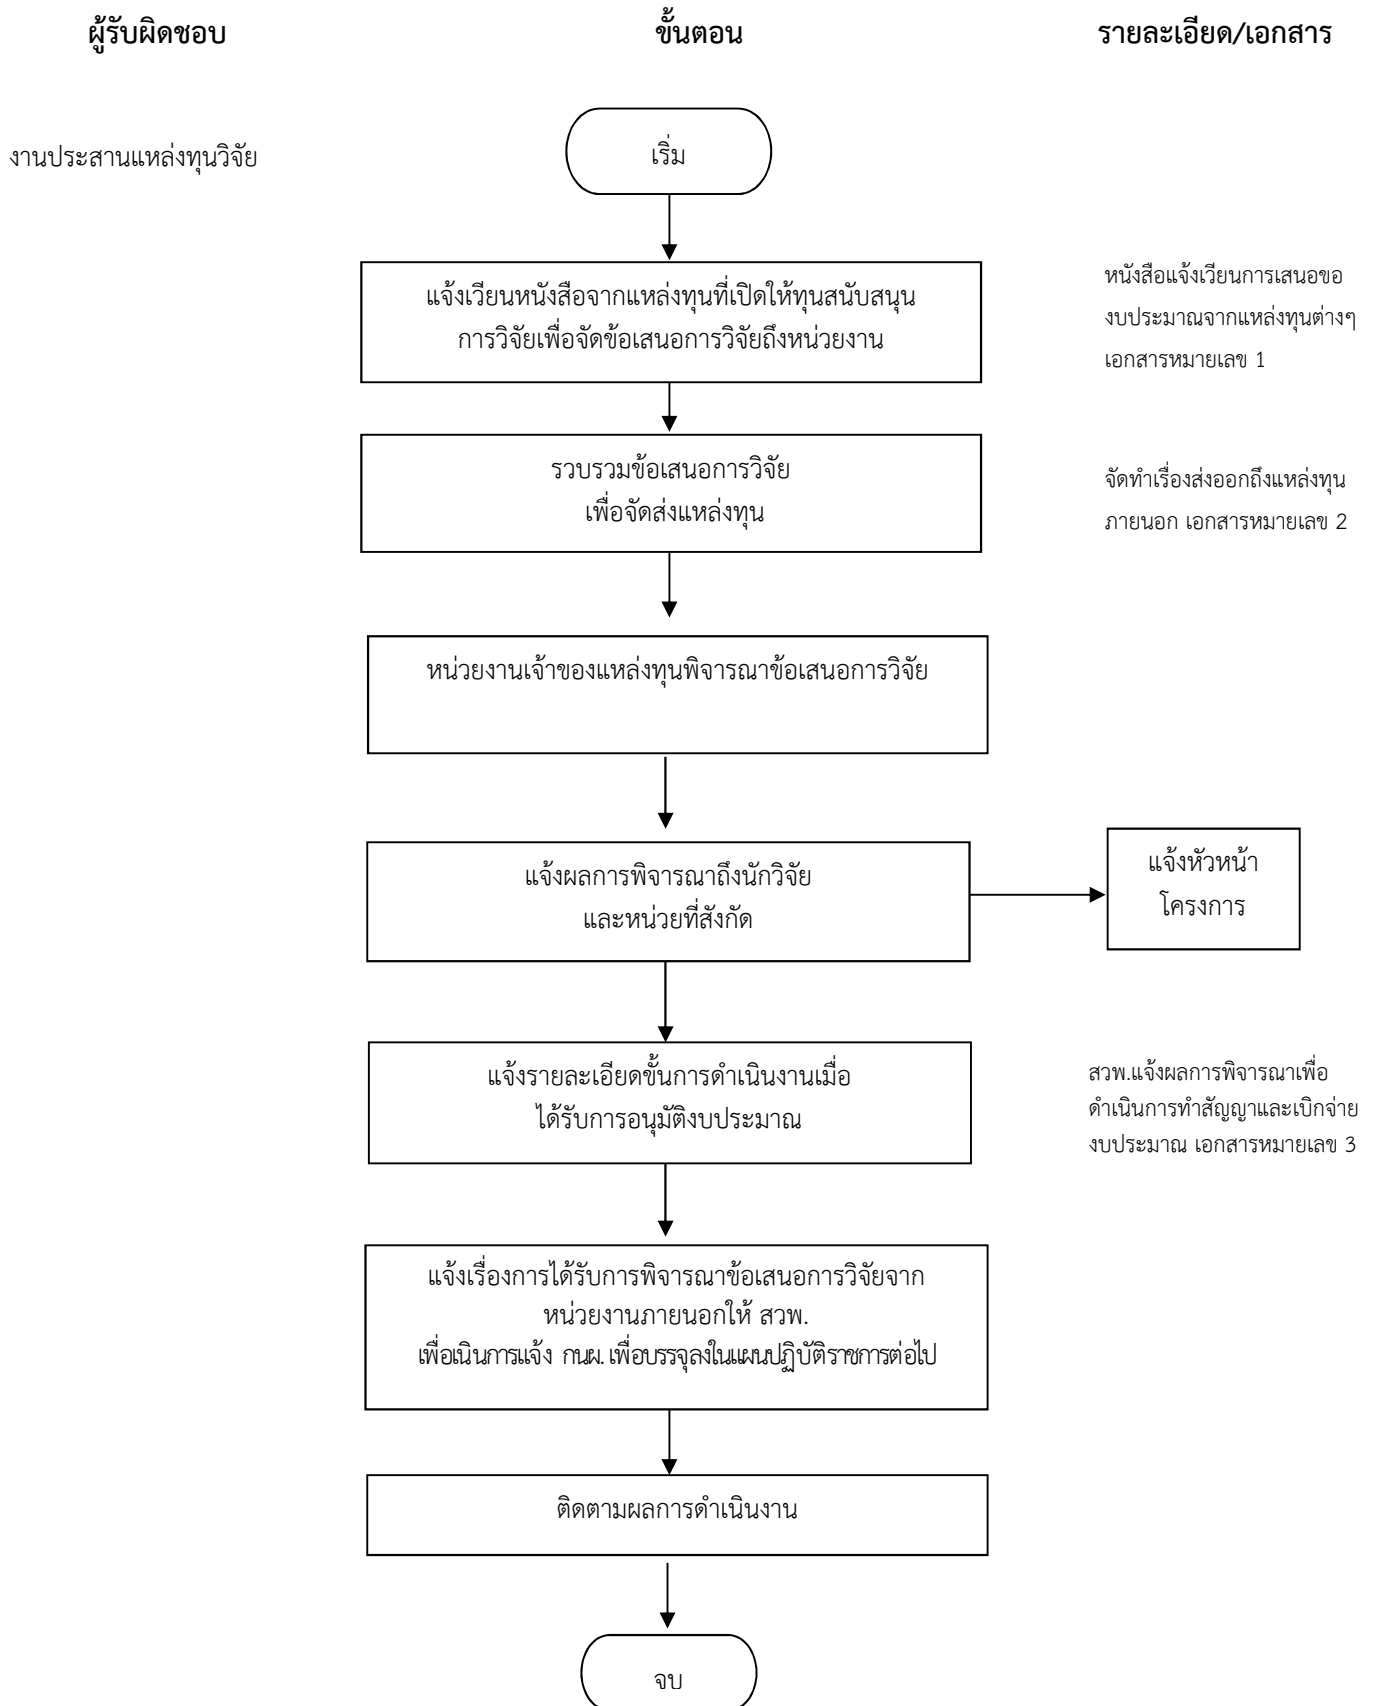 ผู้รับผิดชอบ
ขั้นตอน
รายละเอียด/เอกสาร
งานประสานแหล่งทุนวิจัย
เริ่ม
แจ้งเวียนหนังสือจากแหล่งทุนที่เปิดให้ทุนสนับสนุน
การวิจัยเพื่อจัดข้อเสนอการวิจัยถึงหน่วยงาน
หนังสือแจ้งเวียนการเสนอขอ
งบประมาณจากแหล่งทุนต่างๆ
เอกสารหมายเลข 1
รวบรวมข้อเสนอการวิจัย
เพื่อจัดส่งแหล่งทุน
จัดทำเรื่องส่งออกถึงแหล่งทุน
ภายนอก เอกสารหมายเลข 2
หน่วยงานเจ้าของแหล่งทุนพิจารณาข้อเสนอการวิจัย
แจ้งผลการพิจารณาถึงนักวิจัย
และหน่วยที่สังกัด
แจ้งหัวหน้า
โครงการ
แจ้งรายละเอียดขั้นการดำเนินงานเมื่อ
ได้รับการอนุมัติงบประมาณ
สวพ.แจ้งผลการพิจารณาเพื่อ
ดำเนินการทำสัญญาและเบิกจ่าย
งบประมาณ เอกสารหมายเลข 3
แจ้งเรื่องการได้รับการพิจารณาข้อเสนอการวิจัยจาก
หน่วยงานภายนอกให้ สวพ.
เพื่อเนินการแจ้ง กนผ. เพื่อบรรจุลงในแผนปฏิบัติราชการต่อไป
ติดตามผลการดำเนินงาน
จบ